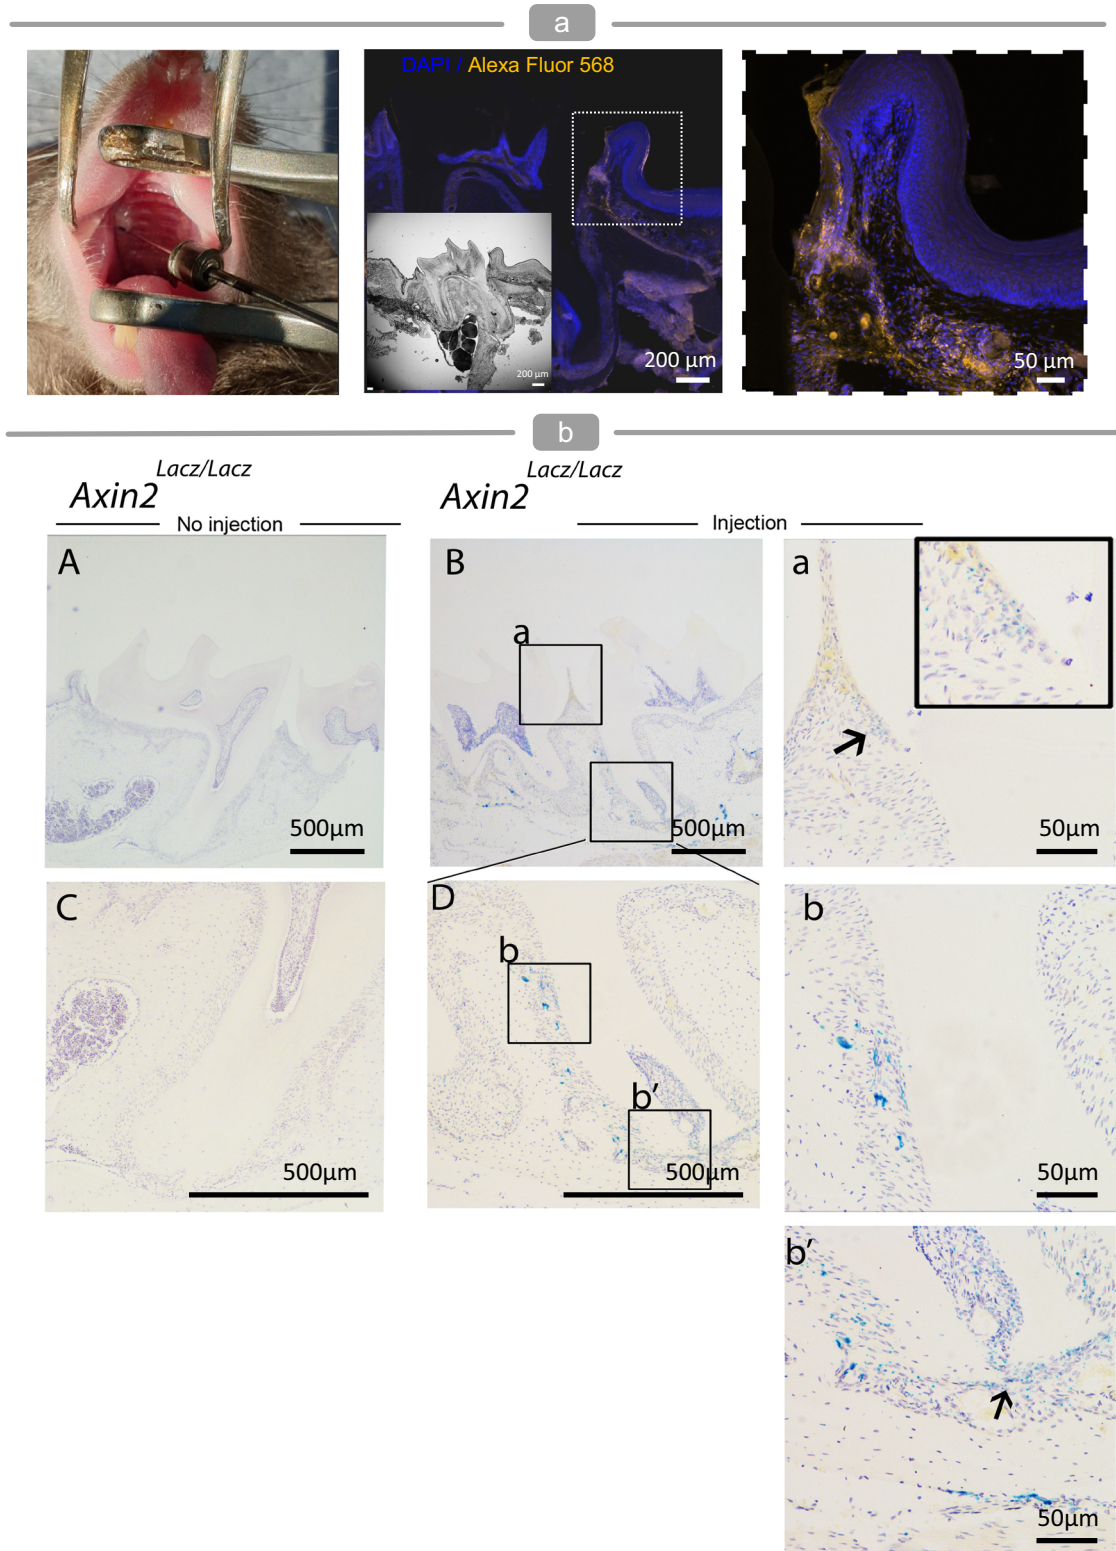 a
DAPI / Alexa Fluor 568
200 µm
200 µm
50 µm
b
Axin2 Lacz/Lacz
No injection
Axin2 Lacz/Lacz
Injection
A
500µm
B
a
500µm
a
50µm
C
500µm
D
b
b’
500µm
b
50µm
b’
50µm